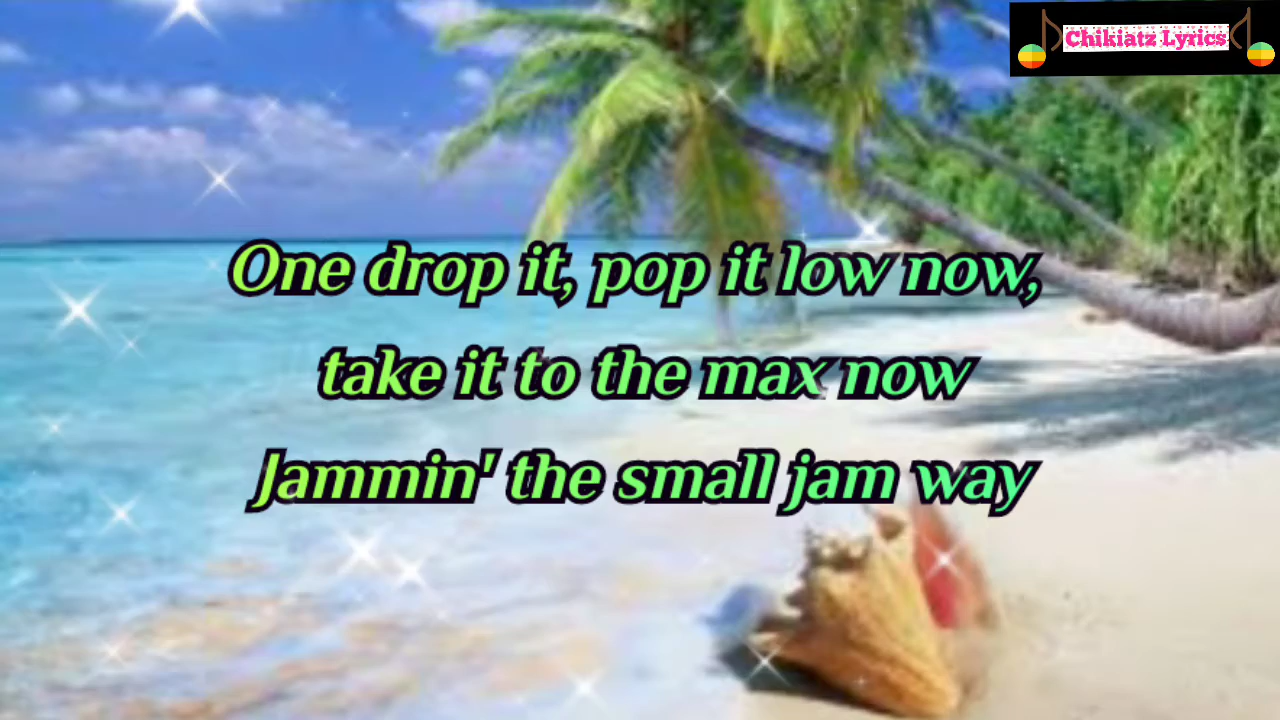 Chikiatz Lyrics
One drop it, pop it low now,
take it to the max now
Jammin' the small jam way